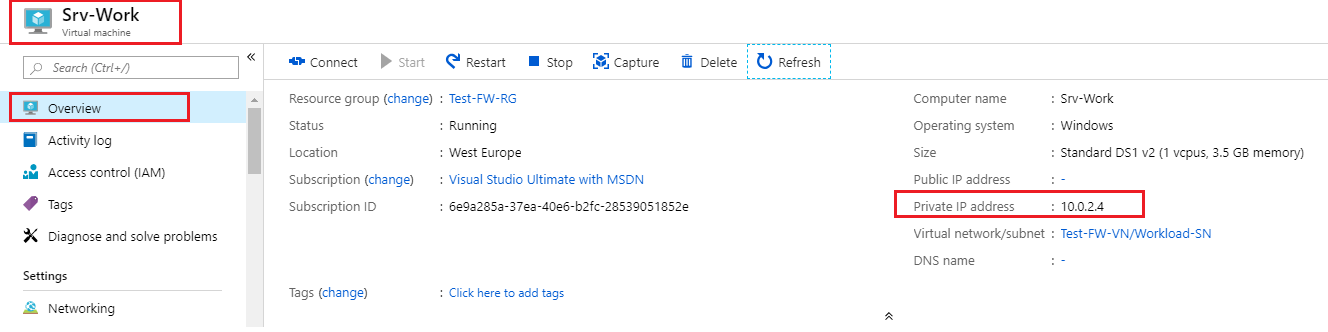 Srv-Work
Virtual machine
«
Search (Ctrl+/)
Overview
Activity log
Access control (IAM)
Tags
Diagnose and solve problems
Settings
Networking
Connect Start Restart Stop Capture Delete Refresh
Resource group (change) : Test-FW-RG
Status : Running
Location : West Europe
Subscription (change) : Visual Studio Ultimate with MSDN
Subscription ID : 6e9a285a-37ea-40e6-b2fc-28539051852e
Computer name : Srv-Work
Operating system : Windows
Size : Standard DS1 v2 (1 vcpus, 3.5 GB memory)
Public IP address : -
Private IP address : 10.0.2.4
Virtual network/subnet : Test-FW-VN/Workload-SN
DNS name : -
Tags (change) : Click here to add tags